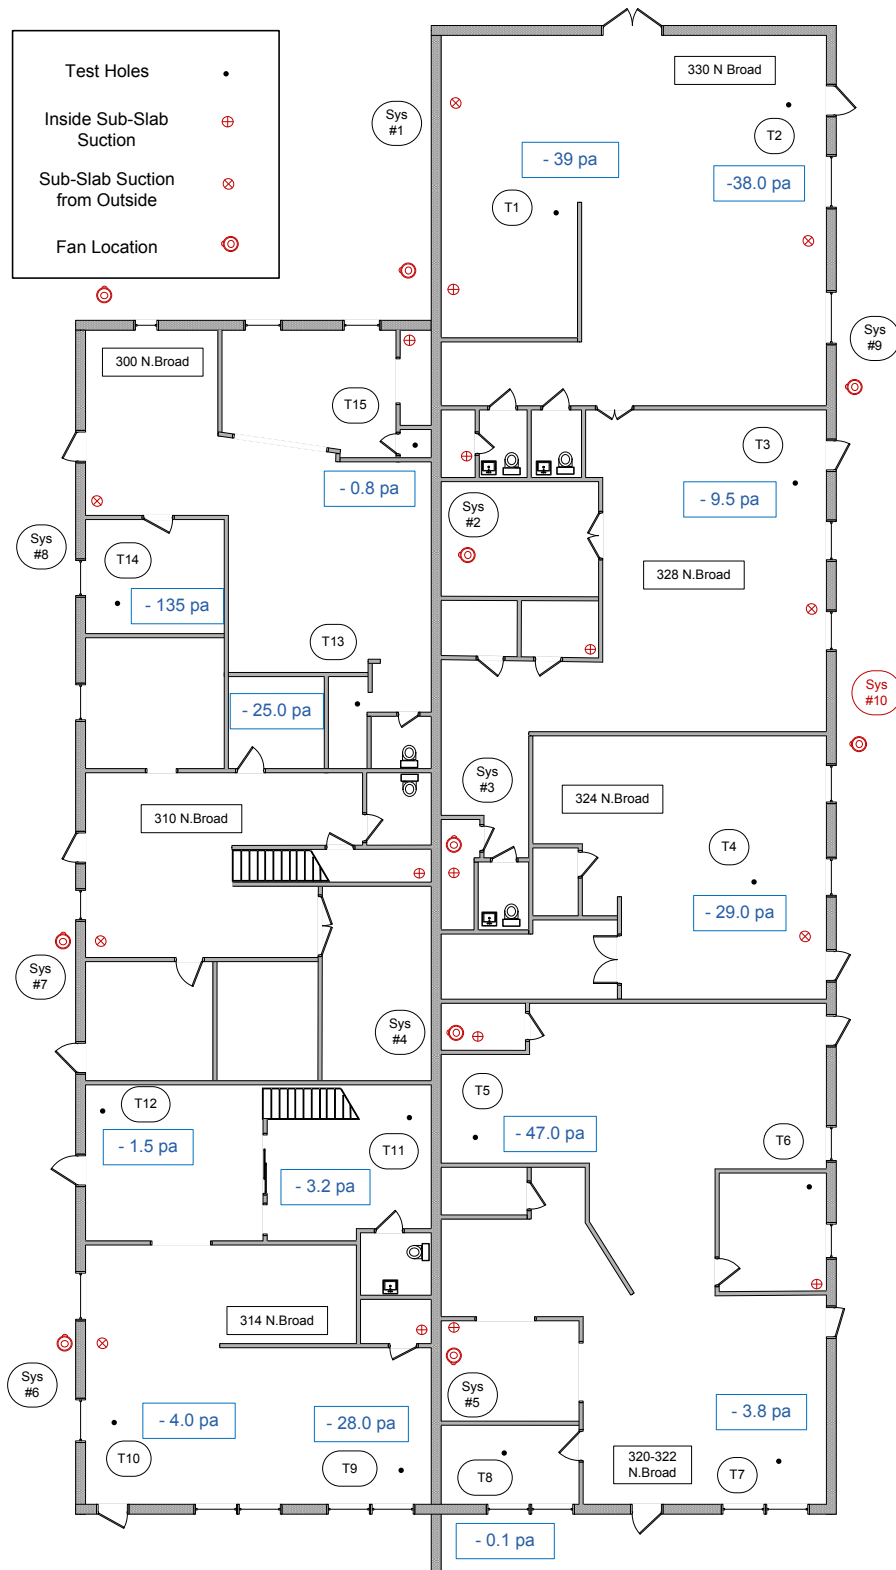 Test Holes
Inside Sub-Slab
Suction
Sub-Slab Suction
from Outside
Fan Location
Sys
#1
330 N Broad
T2
- 39 pa
-38.0 pa
T1
Sys
#9
300 N.Broad
T15
- 0.8 pa
T3
- 9.5 pa
Sys
#2
Sys
#8
T14
- 135 pa
328 N.Broad
T13
- 25.0 pa
Sys
#10
Sys
#3
324 N.Broad
310 N.Broad
T4
- 29.0 pa
Sys
#7
Sys
#4
T12
- 1.5 pa
T11
- 3.2 pa
T5
- 47.0 pa
T6
314 N.Broad
Sys
#6
Sys
#5
- 4.0 pa
- 28.0 pa
- 3.8 pa
T10
T9
T8
320-322
N.Broad
T7
- 0.1 pa